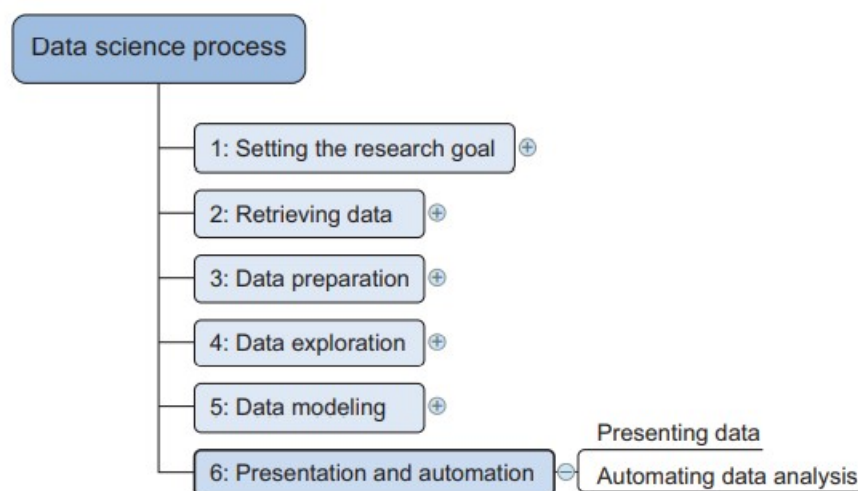 Data science process
1: Setting the research goal
2: Retrieving data
3: Data preparation
4: Data exploration
5: Data modeling
6: Presentation and automation
Presenting data
Automating data analysis